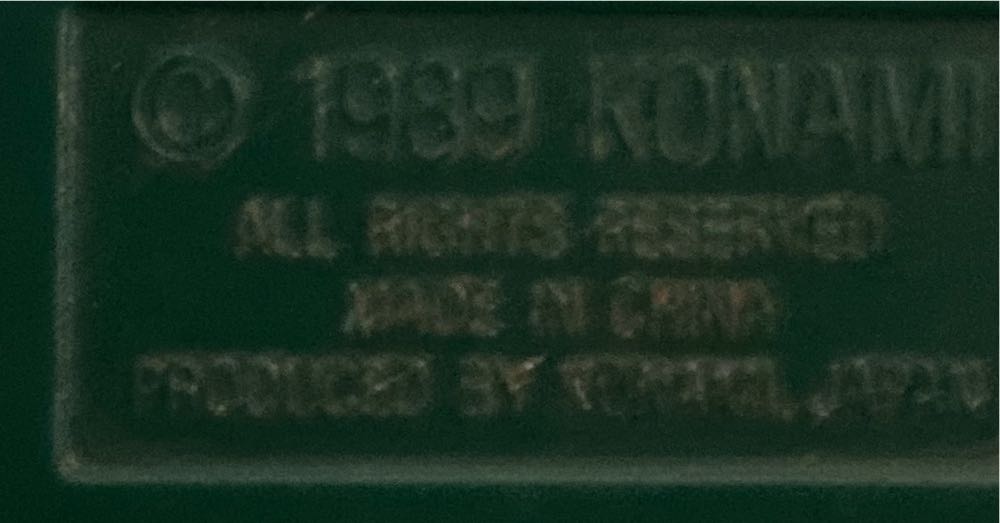 © 1989 KONAMI
ALL RIGHTS RESERVED
MADE IN CHINA
PRODUCED BY JAPAN